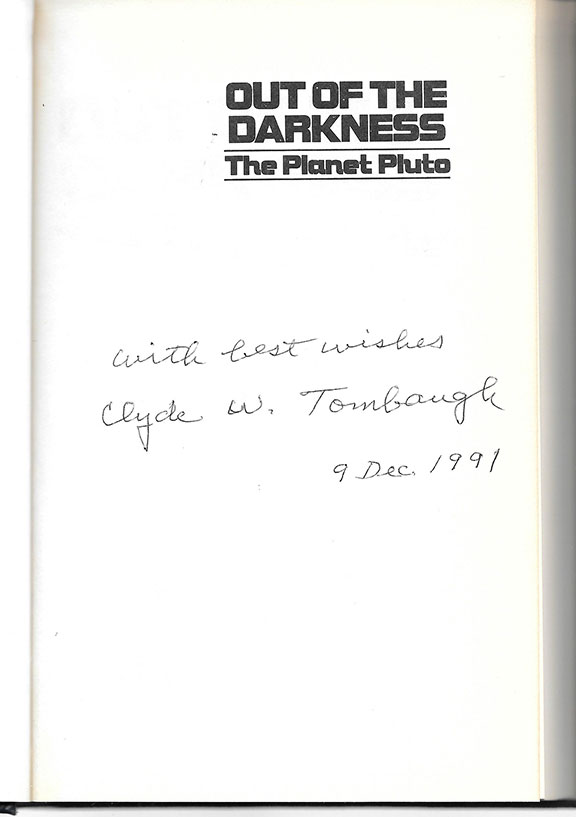 OUT OF THE
DARKNESS
The Planet Pluto
with best wishes
Clyde W. Tombaugh
9 Dec. 1991